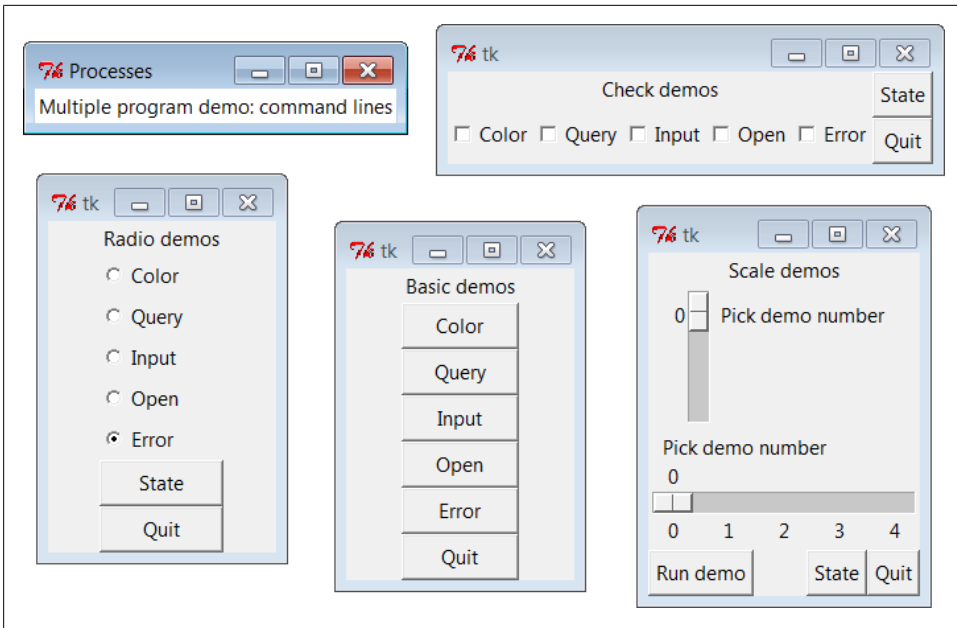 Processes
Multiple program demo: command lines
tk
Check demos
Color Query Input Open Error
State
Quit
tk
Radio demos
Color
Query
Input
Open
Error
State
Quit
tk
Basic demos
Color
Query
Input
Open
Error
Quit
tk
Scale demos
0 Pick demo number
Pick demo number
0
0 1 2 3 4
Run demo State Quit